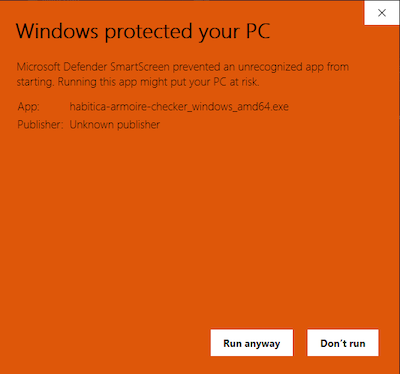 Windows protected your PC
Microsoft Defender SmartScreen prevented an unrecognized app from
starting. Running this app might put your PC at risk.
App: habitica-armoire-checker_windows_amd64.exe
Publisher: Unknown publisher
Run anyway Don't run